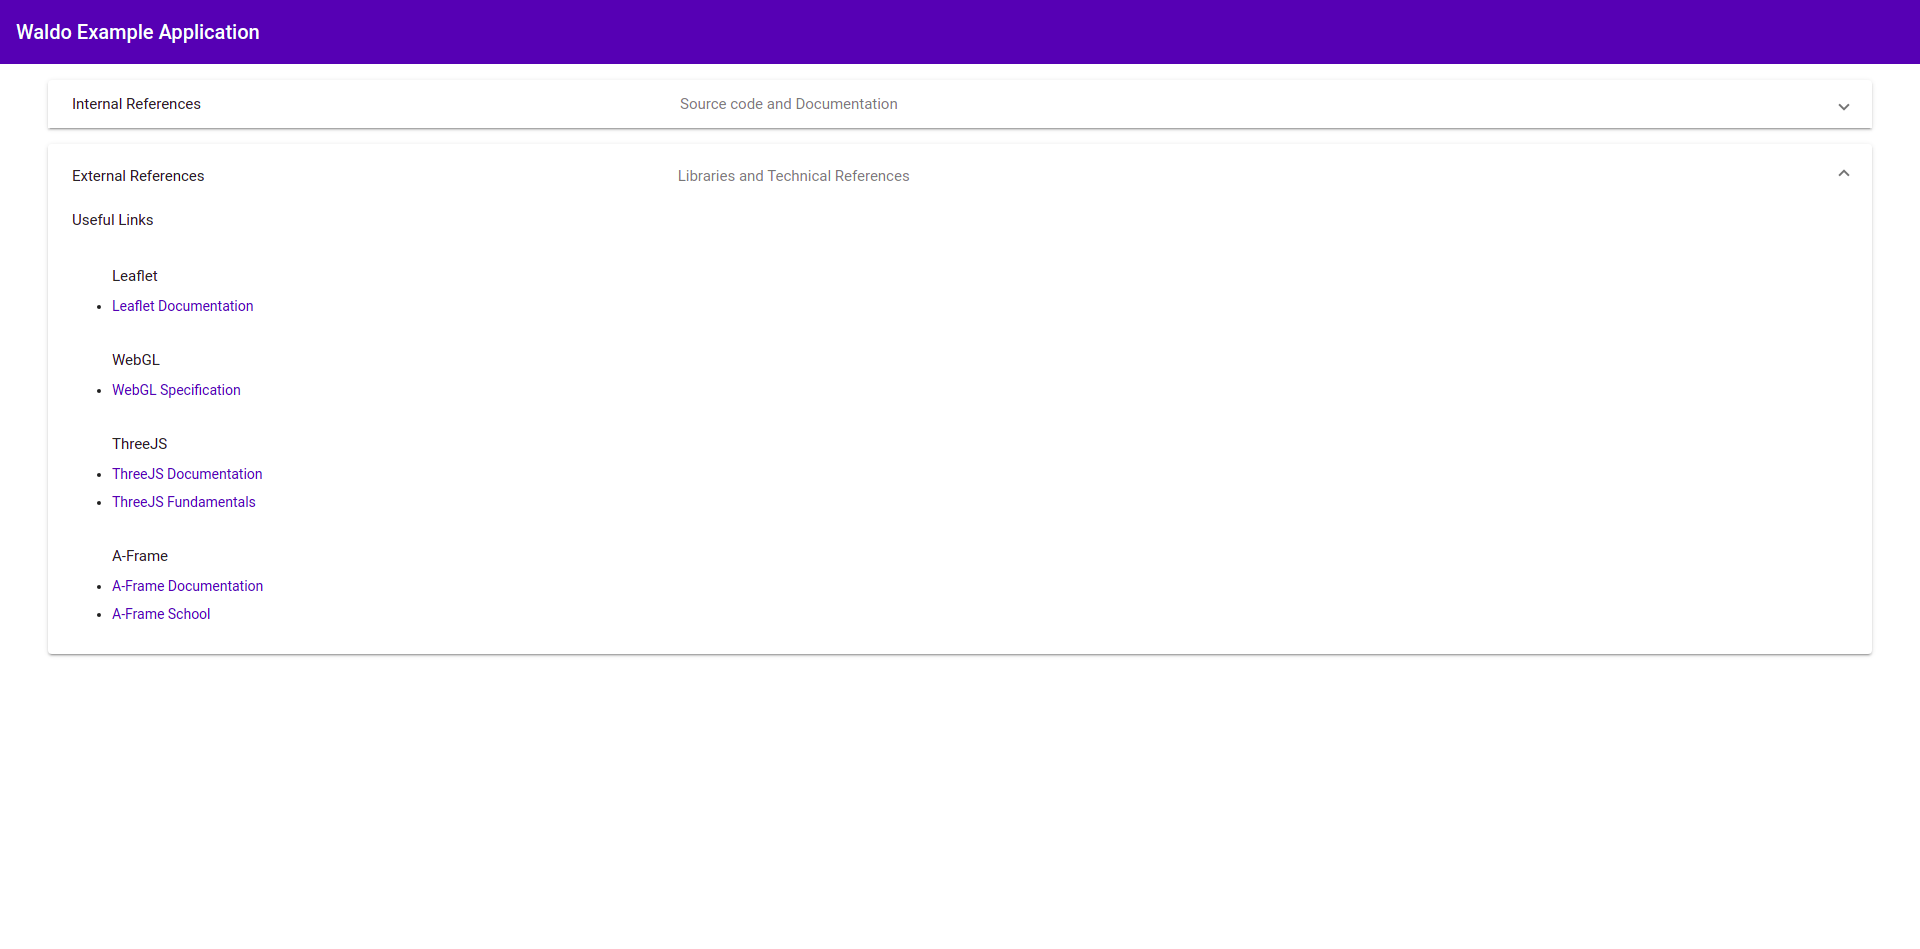 Waldo Example Application
Internal References Source code and Documentation
External References Libraries and Technical References
Useful Links
Leaflet
Leaflet Documentation
WebGL
WebGL Specification
ThreeJS
ThreeJS Documentation
ThreeJS Fundamentals
A-Frame
A-Frame Documentation
A-Frame School